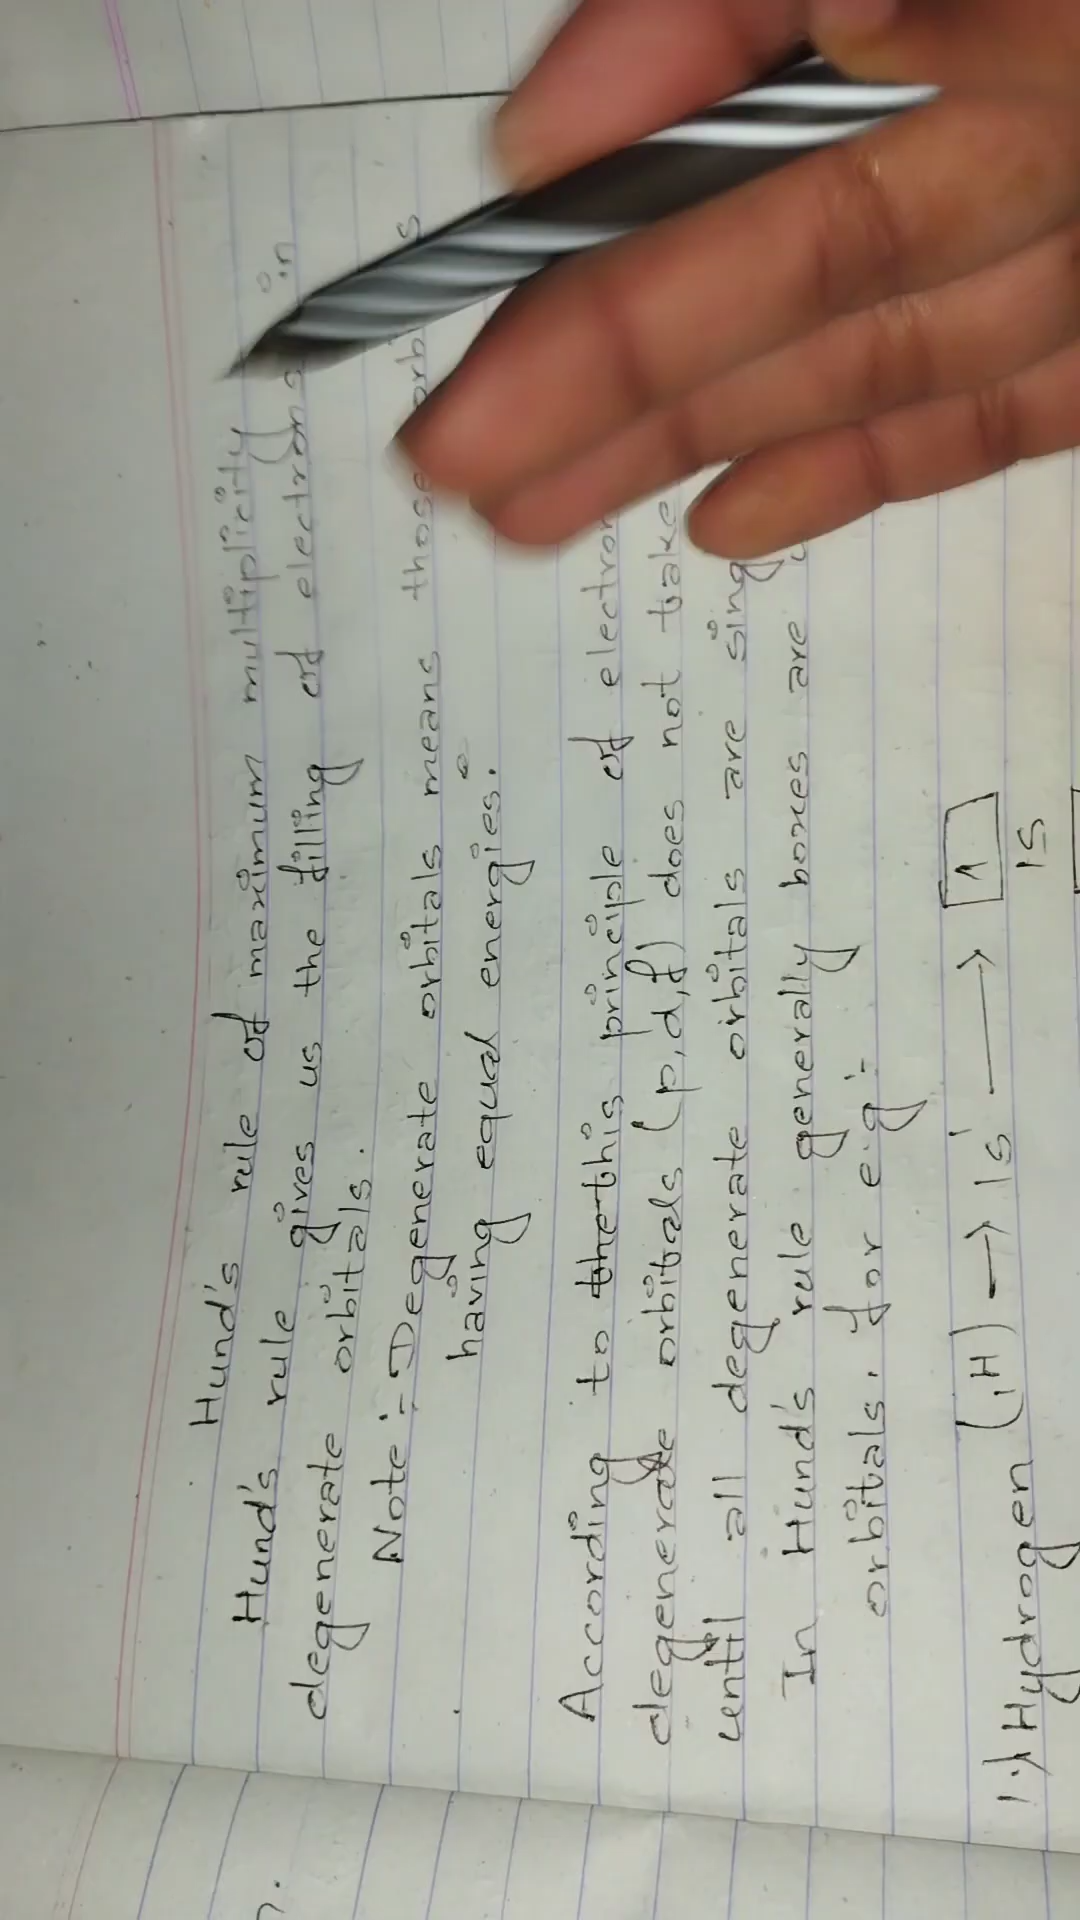 Hund's rule of maximum multiplicity
Hund's rule gives us the filling of electrons in
degenerate orbitals.
Note :- Degenerate orbitals means those
having equal energies.
According to this principle of
degenerate orbitals (p,d,f) does not take
until all degenerate orbitals are
In Hund's rule generally boxes are
orbitals. for e.g :-
1.) Hydrogen (₁H) → 1s¹ → 1
1s